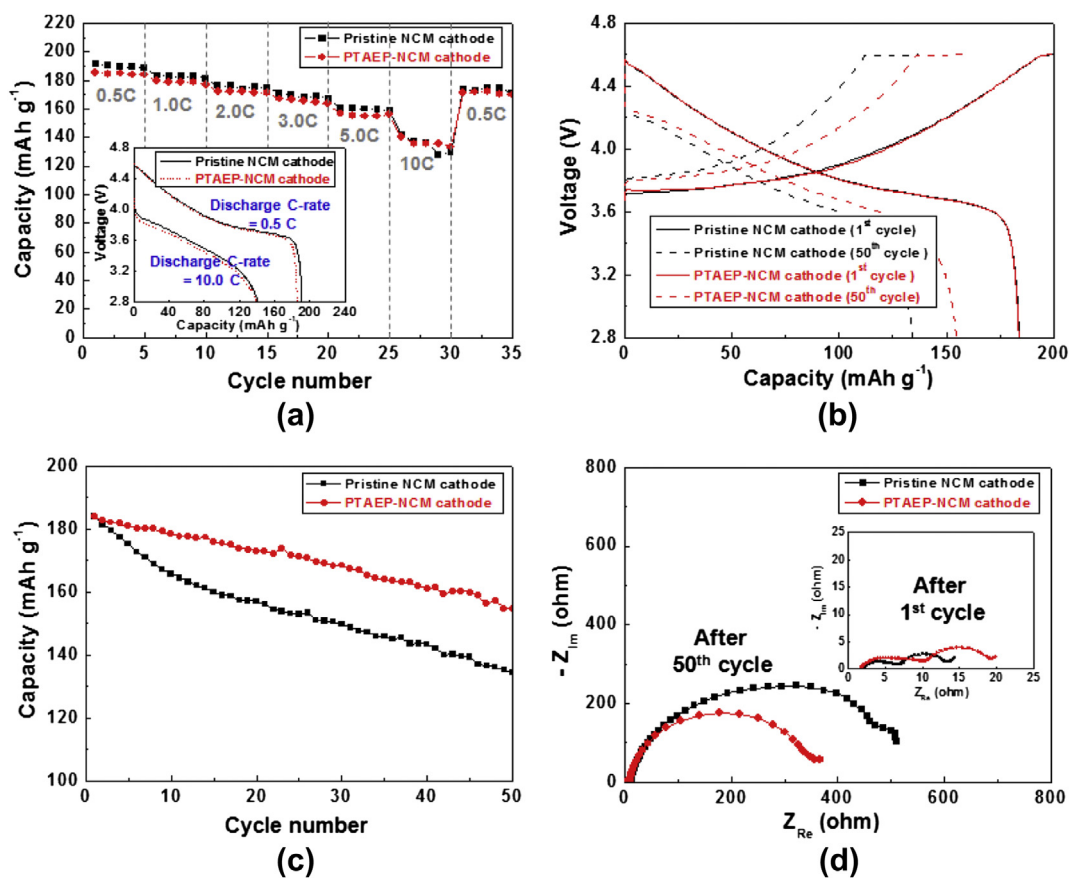 220
200
180
160
140
120
100
80
60
40
20
0
Capacity (mAh g⁻¹)
Pristine NCM cathode
PTAEP-NCM cathode
0.5C
1.0C
2.0C
3.0C
5.0C
10C
0.5C
4.8
4.4
4.0
3.6
3.2
2.8
Voltage (V)
Pristine NCM cathode
PTAEP-NCM cathode
Discharge C-rate
= 0.5 C
Discharge C-rate
= 10.0 C
0 40 80 120 160 200 240
Capacity (mAh g⁻¹)
0 5 10 15 20 25 30 35
Cycle number
(a)
4.8
4.4
4.0
3.6
3.2
2.8
Voltage (V)
Pristine NCM cathode (1ˢᵗ cycle)
Pristine NCM cathode (50ᵗʰ cycle )
PTAEP-NCM cathode (1ˢᵗ cycle )
PTAEP-NCM cathode (50ᵗʰ cycle)
0 50 100 150 200
Capacity (mAh g⁻¹)
(b)
200
180
160
140
120
100
Capacity (mAh g⁻¹)
Pristine NCM cathode
PTAEP-NCM cathode
0 10 20 30 40 50
Cycle number
(c)
800
600
400
200
0
- Z_Im (ohm)
Pristine NCM cathode
PTAEP-NCM cathode
After
50ᵗʰ cycle
25
20
15
10
5
0
- Z_Im (ohm)
After
1ˢᵗ cycle
0 5 10 15 20 25
Z_Re (ohm)
0 200 400 600 800
Z_Re (ohm)
(d)